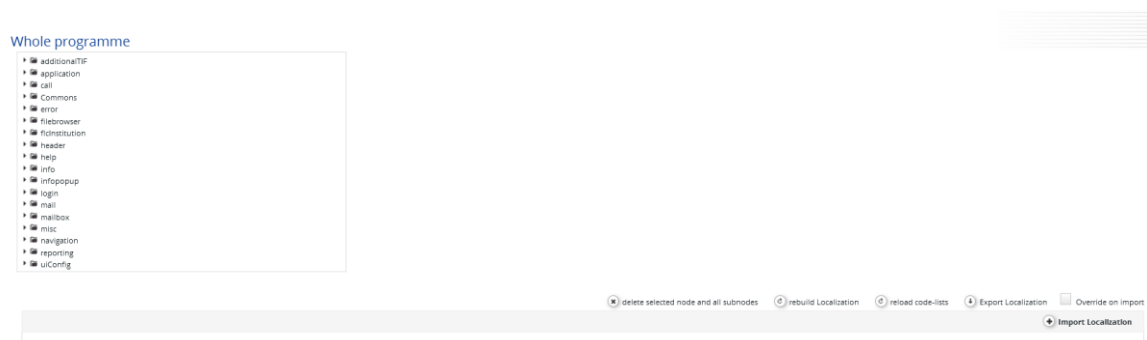 Whole programme
additionalTIF
application
call
Commons
error
filebrowser
ficInstitution
header
help
info
infopopup
login
mail
mailbox
misc
navigation
reporting
uiConfig
delete selected node and all subnodes rebuild Localization reload code-lists Export Localization Override on import
Import Localization